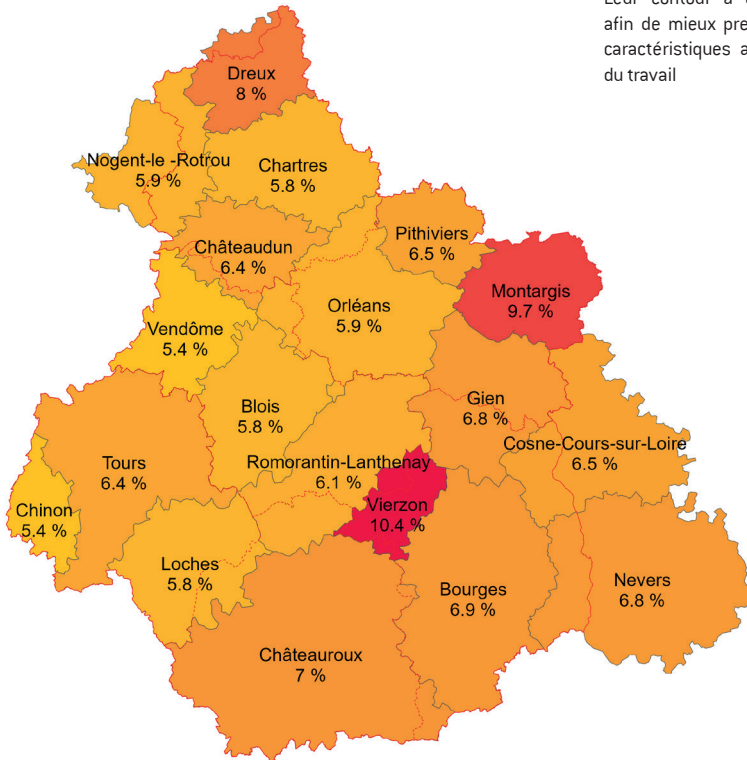 Leur contour a
afin de mieux
caractéristiques
du travail
Dreux
8 %
Nogent-le -Rotrou
5.9 %
Chartres
5.8 %
Châteaudun
6.4 %
Pithiviers
6.5 %
Montargis
9.7 %
Orléans
5.9 %
Vendôme
5.4 %
Blois
5.8 %
Gien
6.8 %
Cosne-Cours-sur-Loire
6.5 %
Tours
6.4 %
Romorantin-Lanthenay
6.1 %
Chinon
5.4 %
Vierzon
10.4 %
Loches
5.8 %
Bourges
6.9 %
Nevers
6.8 %
Châteauroux
7 %